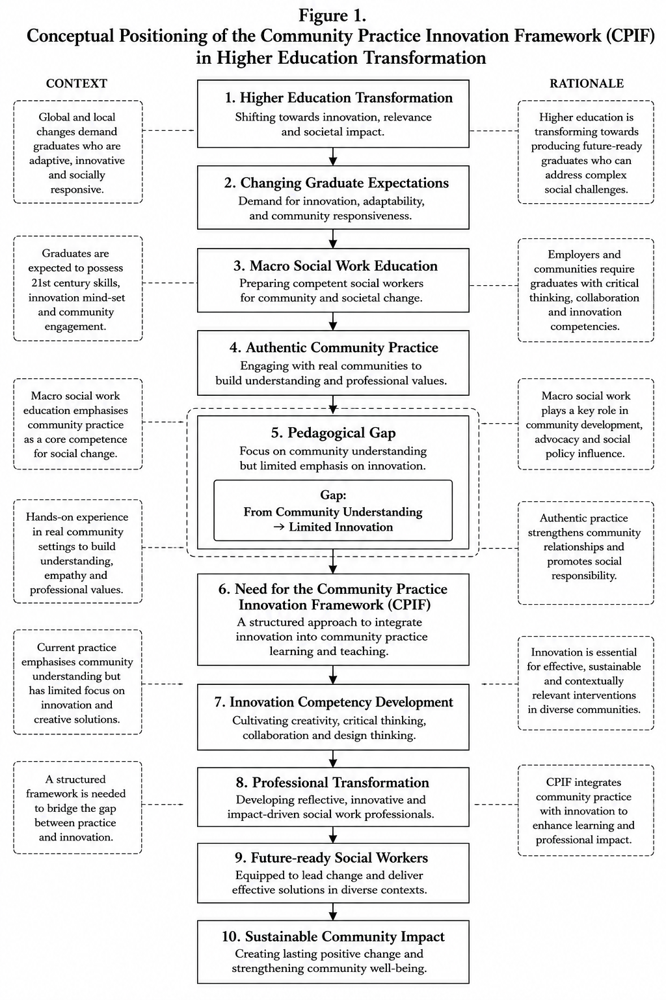 Figure 1.
Conceptual Positioning of the Community Practice Innovation Framework (CPIF)
in Higher Education Transformation
CONTEXT
Global and local
changes demand
graduates who are
adaptive, innovative
and socially
responsive.
Graduates are
expected to possess
21st century skills,
innovation mind-set
and community
engagement.
Macro social work
education emphasises
community practice
as a core competence
for social change.
Hands-on experience
in real community
settings to build
understanding,
empathy and
professional values.
Current practice
emphasises community
understanding but
has limited focus on
innovation and
creative solutions.
A structured
framework is needed
to bridge the gap
between practice
and innovation.
1. Higher Education Transformation
Shifting towards innovation, relevance
and societal impact.
2. Changing Graduate Expectations
Demand for innovation, adaptability,
and community responsiveness.
3. Macro Social Work Education
Preparing competent social workers
for community and societal change.
4. Authentic Community Practice
Engaging with real communities to
build understanding and professional values.
5. Pedagogical Gap
Focus on community understanding
but limited emphasis on innovation.
Gap:
From Community Understanding
→ Limited Innovation
6. Need for the Community Practice
Innovation Framework (CPIF)
A structured approach to integrate
innovation into community practice
learning and teaching.
7. Innovation Competency Development
Cultivating creativity, critical thinking,
collaboration and design thinking.
8. Professional Transformation
Developing reflective, innovative and
impact-driven social work professionals.
9. Future-ready Social Workers
Equipped to lead change and deliver
effective solutions in diverse contexts.
10. Sustainable Community Impact
Creating lasting positive change and
strengthening community well-being.
RATIONALE
Higher education is
transforming towards
producing future-ready
graduates who can
address complex
social challenges.
Employers and
communities require
graduates with critical
thinking, collaboration
and innovation
competencies.
Macro social work
plays a key role in
community development,
advocacy and social
policy influence.
Authentic practice
strengthens community
relationships and
promotes social
responsibility.
Innovation is essential
for effective, sustainable
and contextually
relevant interventions
in diverse communities.
CPIF integrates
community practice
with innovation to
enhance learning and
professional impact.